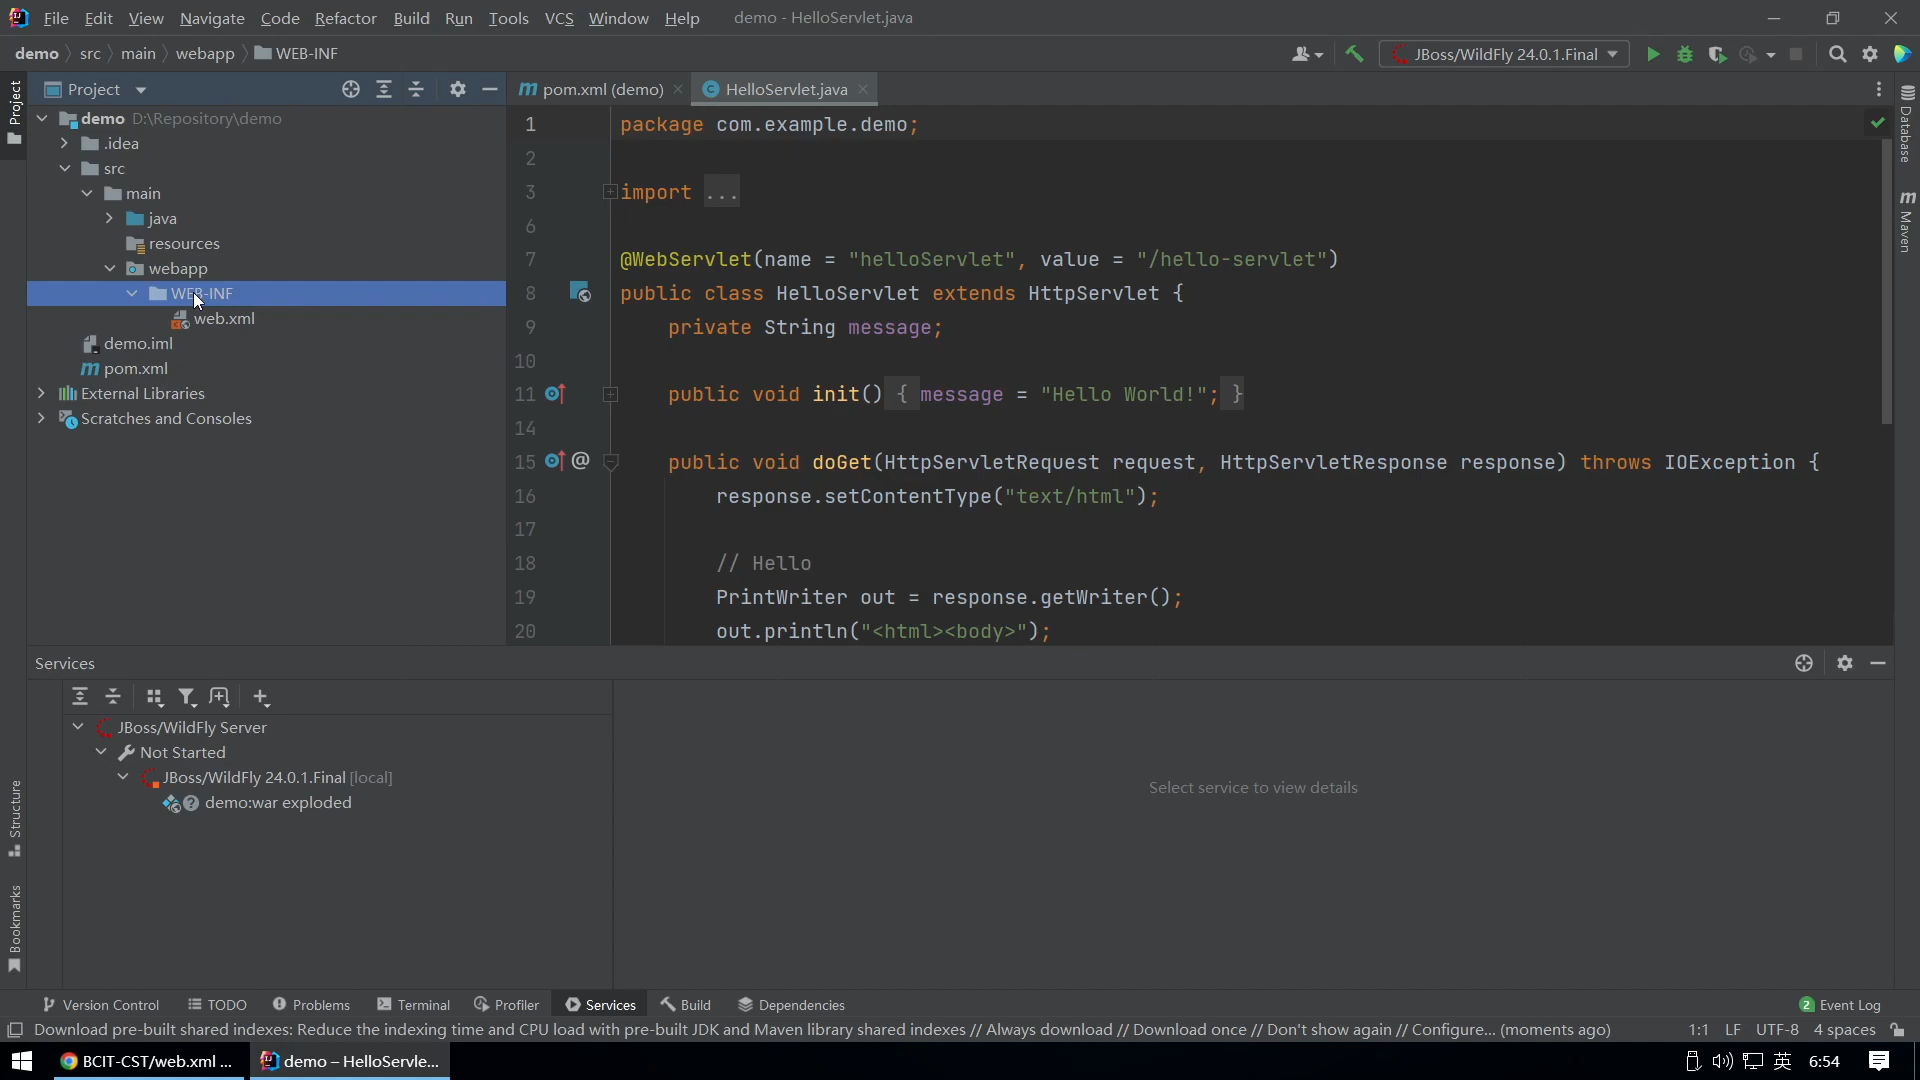 File Edit View Navigate Code Refactor Build Run Tools VCS Window Help demo - HelloServlet.java
demo src main webapp WEB-INF JBoss/WildFly 24.0.1.Final
Project pom.xml (demo) HelloServlet.java
demo D:\Repository\demo
.idea
src
main
java
resources
webapp
WEB-INF
web.xml
demo.iml
pom.xml
External Libraries
Scratches and Consoles
1 package com.example.demo;
2
3 import ...
6
7 @WebServlet(name = "helloServlet", value = "/hello-servlet")
8 public class HelloServlet extends HttpServlet {
9 private String message;
10
11 public void init() { message = "Hello World!"; }
14
15 public void doGet(HttpServletRequest request, HttpServletResponse response) throws IOException {
16 response.setContentType("text/html");
17
18 // Hello
19 PrintWriter out = response.getWriter();
20 out.println("<html><body>");
Project
Structure
Bookmarks
Database
Maven
Services
JBoss/WildFly Server
Not Started
JBoss/WildFly 24.0.1.Final [local]
demo:war exploded
Select service to view details
Version Control TODO Problems Terminal Profiler Services Build Dependencies 2 Event Log
Download pre-built shared indexes: Reduce the indexing time and CPU load with pre-built JDK and Maven library shared indexes // Always download // Download once // Don't show again // Configure... (moments ago) 1:1 LF UTF-8 4 spaces
BCIT-CST/web.xml ... demo – HelloServle... 英 6:54